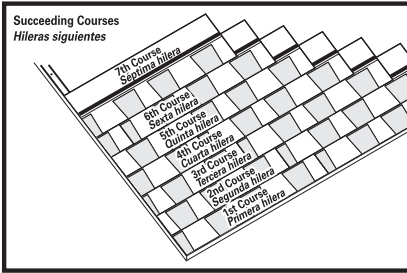 Succeeding Courses
Hileras siguientes
7th Course
Séptima hilera
6th Course
Sexta hilera
5th Course
Quinta hilera
4th Course
Cuarta hilera
3rd Course
Tercera hilera
2nd Course
Segunda hilera
1st Course
Primera hilera